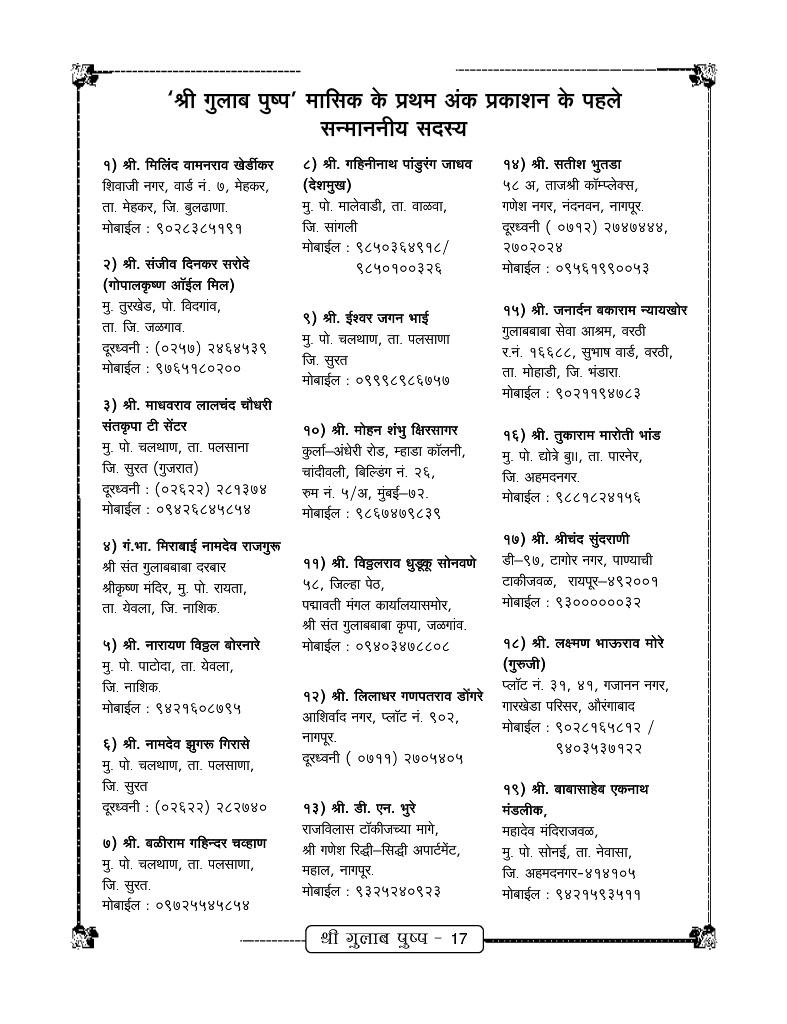 ‘श्री गुलाब पुष्प’ मासिक के प्रथम अंक प्रकाशन के पहले
सन्माननीय सदस्य
१) श्री. मिलिंद वामनराव खेर्डीकर
शिवाजी नगर, वार्ड नं. ७, मेहकर,
ता. मेहकर, जि. बुलढाणा.
मोबाईल : ९०२८३८५१९१
२) श्री. संजीव दिनकर सरोदे
(गोपालकृष्ण ऑईल मिल)
मु. तुरखेड, पो. विदगांव,
ता. जि. जळगाव.
दूरध्वनी : (०२५७) २४६४५३९
मोबाईल : ९७६५१८०२००
३) श्री. माधवराव लालचंद चौधरी
संतकृपा टी सेंटर
मु. पो. चलथाण, ता. पलसाना
जि. सुरत (गुजरात)
दूरध्वनी : (०२६२२) २८१३७४
मोबाईल : ०९४२६८४५८५४
४) गं.भा. मिराबाई नामदेव राजगुरू
श्री संत गुलाबबाबा दरबार
श्रीकृष्ण मंदिर, मु. पो. रायता,
ता. येवला, जि. नाशिक.
५) श्री. नारायण विठ्ठल बोरनारे
मु. पो. पाटोदा, ता. येवला,
जि. नाशिक.
मोबाईल : ९४२१६०८७९५
६) श्री. नामदेव झुगरू गिरासे
मु. पो. चलथाण, ता. पलसाणा,
जि. सुरत
दूरध्वनी : (०२६२२) २८२७४०
७) श्री. बळीराम गहिन्दर चव्हाण
मु. पो. चलथाण, ता. पलसाणा,
जि. सुरत.
मोबाईल : ०९७२५५४५८५४
८) श्री. गहिनीनाथ पांडुरंग जाधव
(देशमुख)
मु. पो. मालेवाडी, ता. वाळवा,
जि. सांगली
मोबाईल : ९८५०३६४९१८/
९८५०१००३२६
९) श्री. ईश्वर जगन भाई
मु. पो. चलथाण, ता. पलसाणा
जि. सुरत
मोबाईल : ०९९९८९८६७५७
१०) श्री. मोहन शंभु क्षिरसागर
कुर्ला–अंधेरी रोड, म्हाडा कॉलनी,
चांदीवली, बिल्डिंग नं. २६,
रुम नं. ५/अ, मुंबई–७२.
मोबाईल : ९८६७४७९८३९
११) श्री. विठ्ठलराव धुडूकू सोनवणे
५८, जिल्हा पेठ,
पद्मावती मंगल कार्यालयासमोर,
श्री संत गुलाबबाबा कृपा, जळगांव.
मोबाईल : ०९४०३४७८८०८
१२) श्री. लिलाधर गणपतराव डोंगरे
आशिर्वाद नगर, प्लॉट नं. ९०२,
नागपूर.
दूरध्वनी ( ०७११) २७०५४०५
१३) श्री. डी. एन. भुरे
राजविलास टॉकीजच्या मागे,
श्री गणेश रिद्धी–सिद्धी अपार्टमेंट,
महाल, नागपूर.
मोबाईल : ९३२५२४०९२३
१४) श्री. सतीश भुतडा
५८ अ, ताजश्री कॉम्प्लेक्स,
गणेश नगर, नंदनवन, नागपूर.
दूरध्वनी ( ०७१२) २७४७४४४,
२७०२०२४
मोबाईल : ०९५६१९९००५३
१५) श्री. जनार्दन बकाराम न्यायखोर
गुलाबबाबा सेवा आश्रम, वरठी
र.नं. १६६८८, सुभाष वार्ड, वरठी,
ता. मोहाडी, जि. भंडारा.
मोबाईल : ९०२११९४७८३
१६) श्री. तुकाराम मारोती भांड
मु. पो. द्योत्रे बु॥, ता. पारनेर,
जि. अहमदनगर.
मोबाईल : ९८८१८२४१५६
१७) श्री. श्रीचंद सुंदराणी
डी–९७, टागोर नगर, पाण्याची
टाकीजवळ, रायपूर–४९२००१
मोबाईल : ९३००००००३२
१८) श्री. लक्ष्मण भाऊराव मोरे
(गुरुजी)
प्लॉट नं. ३१, ४१, गजानन नगर,
गारखेडा परिसर, औरंगाबाद
मोबाईल : ९०२८१६५८१२ /
९४०३५३७१२२
१९) श्री. बाबासाहेब एकनाथ
मंडलीक,
महादेव मंदिराजवळ,
मु. पो. सोनई, ता. नेवासा,
जि. अहमदनगर-४१४१०५
मोबाईल : ९४२१५९३५११
श्री गुलाब पुष्प - 17